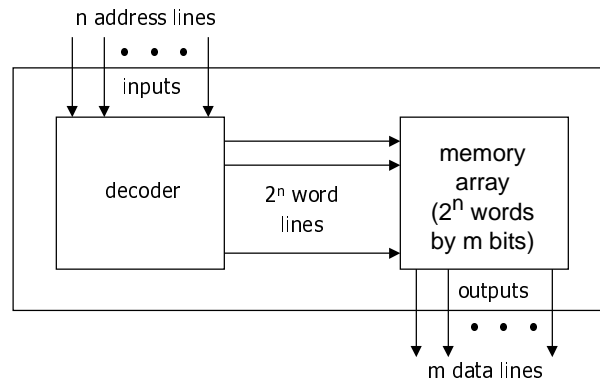 n address lines
inputs
decoder
2ⁿ word
lines
memory
array
(2ⁿ words
by m bits)
outputs
m data lines